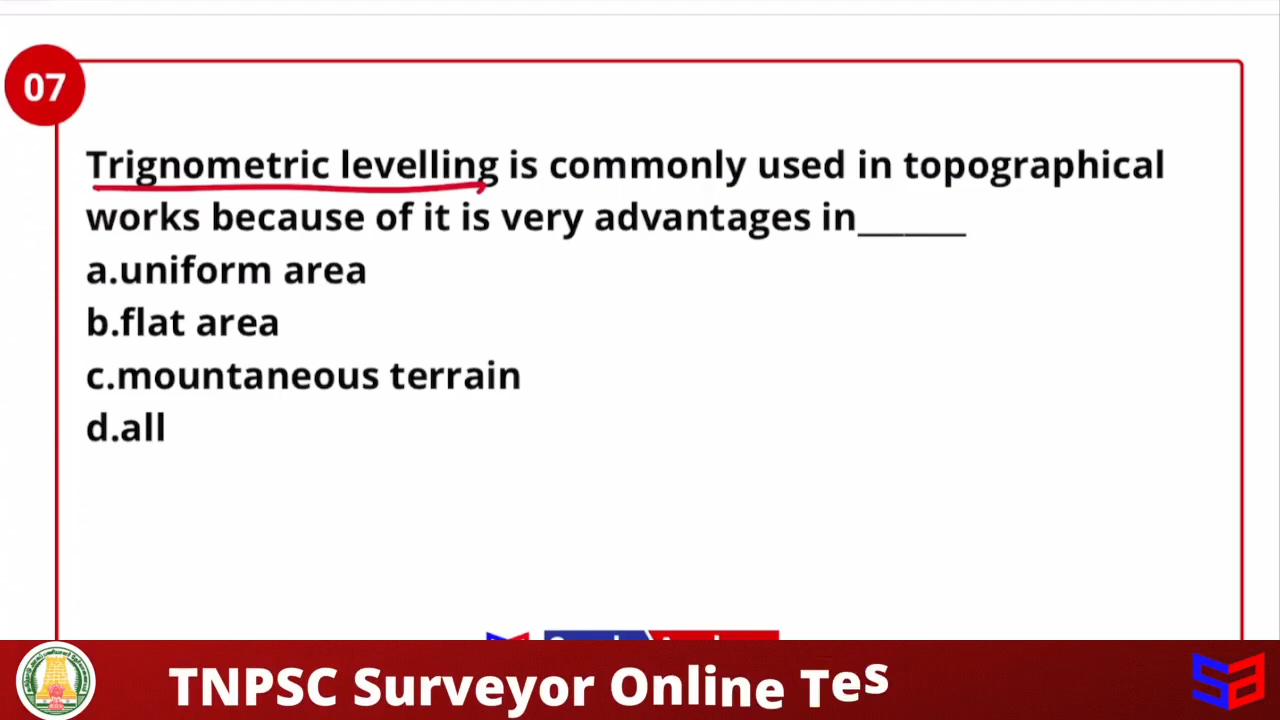 07
Trignometric levelling is commonly used in topographical
works because of it is very advantages in______
a.uniform area
b.flat area
c.mountaneous terrain
d.all
TNPSC Surveyor Online Tes